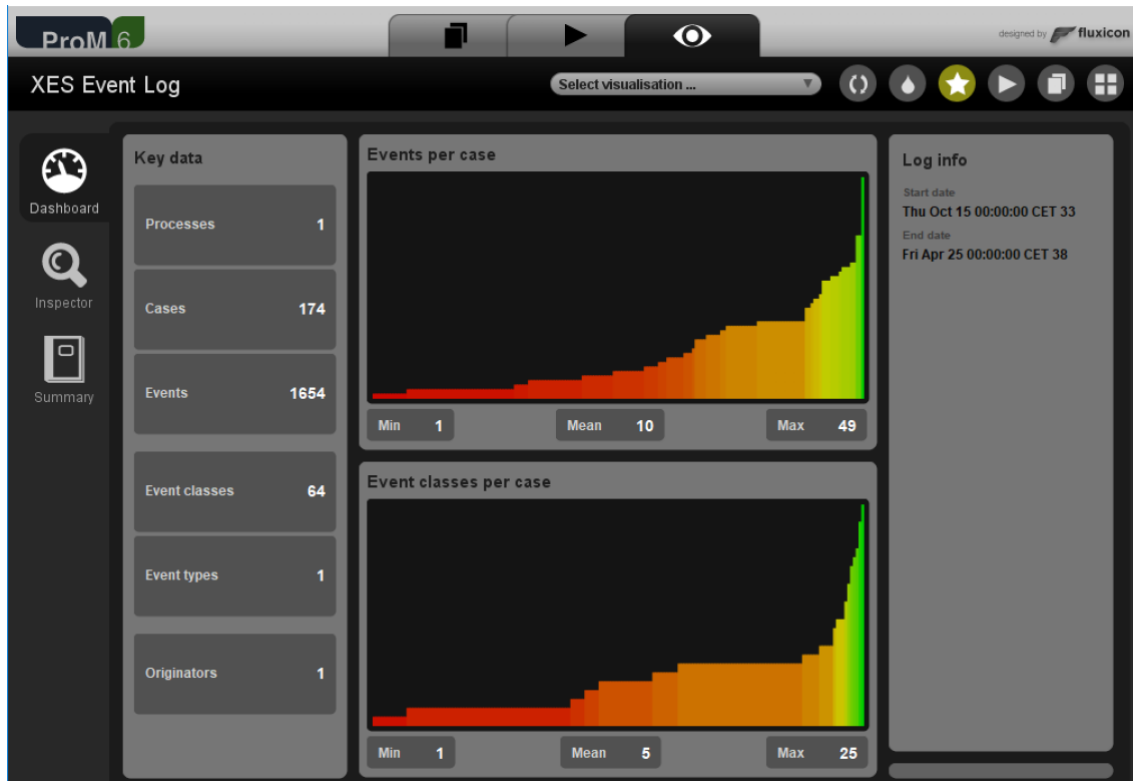 ProM 6
designed by fluxicon
XES Event Log
Select visualisation ...
Dashboard
Inspector
Summary
Key data
Processes 1
Cases 174
Events 1654
Event classes 64
Event types 1
Originators 1
Events per case
Min 1 Mean 10 Max 49
Event classes per case
Min 1 Mean 5 Max 25
Log info
Start date
Thu Oct 15 00:00:00 CET 33
End date
Fri Apr 25 00:00:00 CET 38